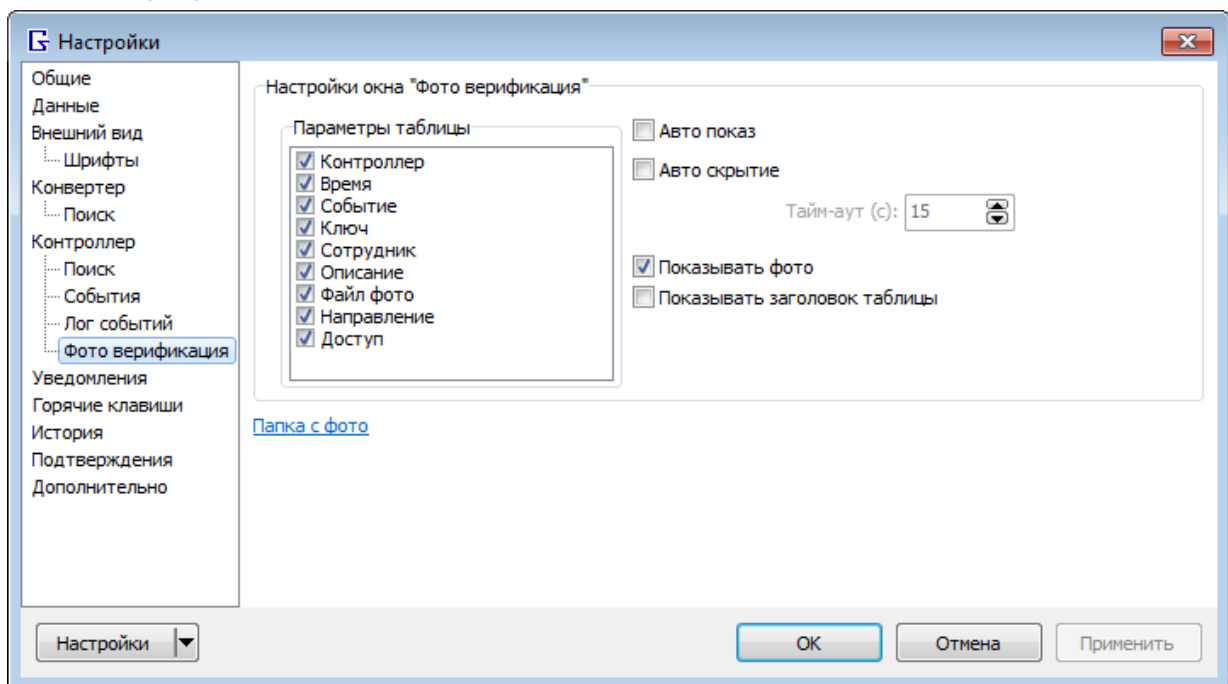 Настройки
Общие
Данные
Внешний вид
Шрифты
Конвертер
Поиск
Контроллер
Поиск
События
Лог событий
Фото верификация
Уведомления
Горячие клавиши
История
Подтверждения
Дополнительно
Настройки окна "Фото верификация"
Параметры таблицы
Контроллер
Время
Событие
Ключ
Сотрудник
Описание
Файл фото
Направление
Доступ
Авто показ
Авто скрытие
Тайм-аут (с): 15
Показывать фото
Показывать заголовок таблицы
Папка с фото
Настройки
ОК
Отмена
Применить